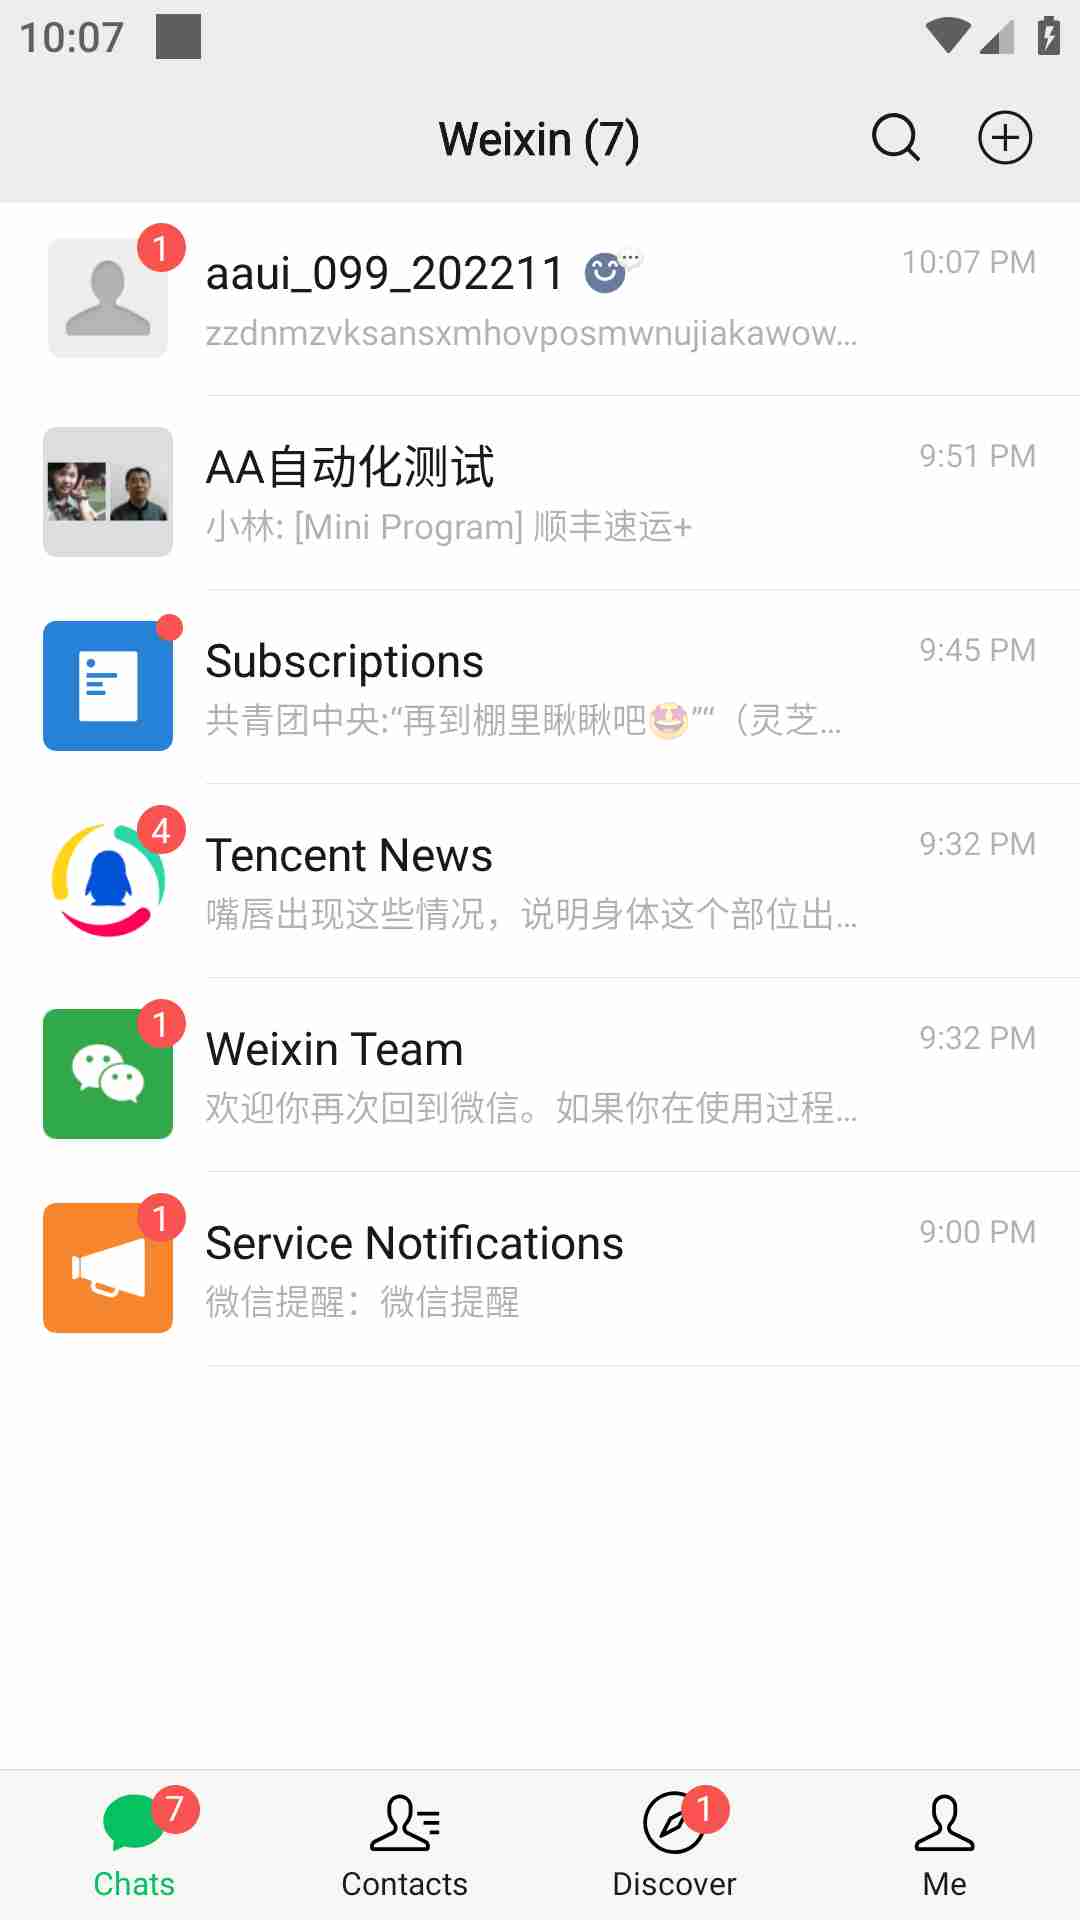 10:07
Weixin (7)
1
aaui_099_202211
10:07 PM
zzdnmzvksansxmhovposmwnujiakawow...
AA自动化测试
9:51 PM
小林: [Mini Program] 顺丰速运+
Subscriptions
9:45 PM
共青团中央:“再到棚里瞅瞅吧🤩”“（灵芝...
4
Tencent News
9:32 PM
嘴唇出现这些情况，说明身体这个部位出...
1
Weixin Team
9:32 PM
欢迎你再次回到微信。如果你在使用过程...
1
Service Notifications
9:00 PM
微信提醒：微信提醒
7
1
Chats
Contacts
Discover
Me